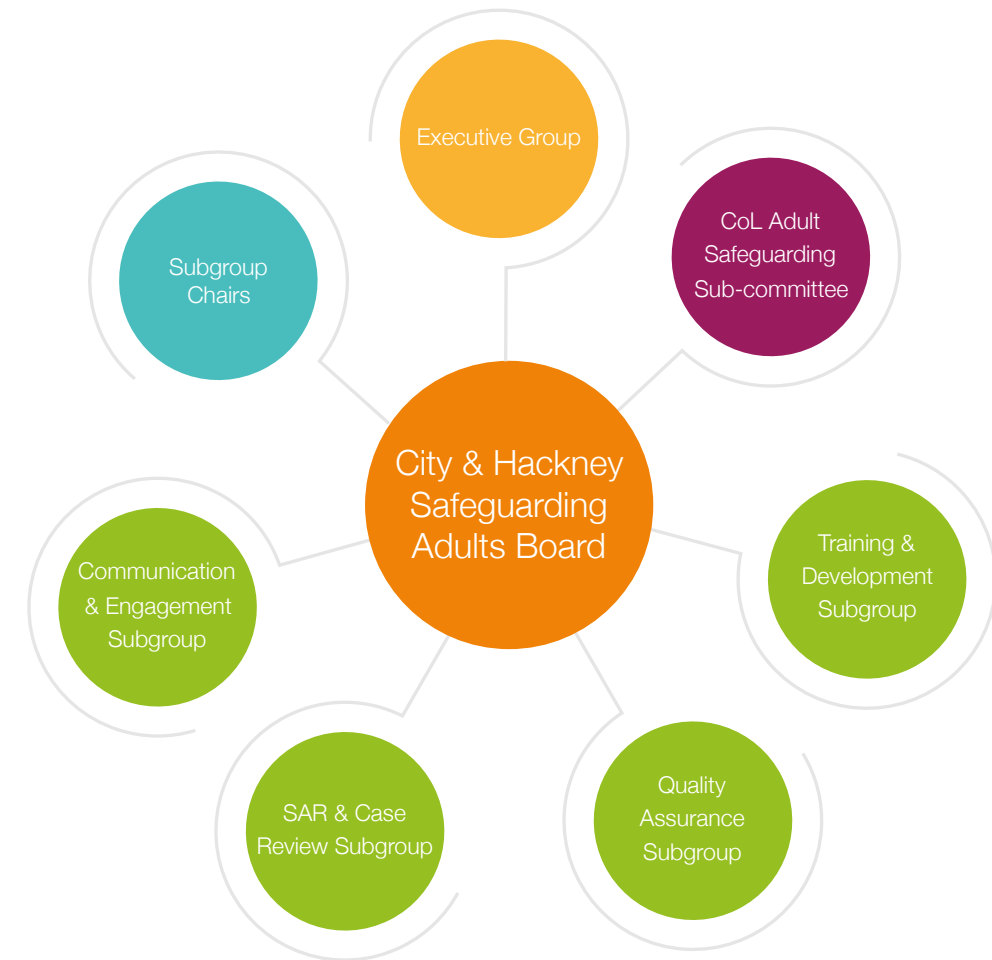 Executive Group
CoL Adult
Safeguarding
Sub-committee
Subgroup
Chairs
City & Hackney
Safeguarding
Adults Board
Training &
Development
Subgroup
Communication
& Engagement
Subgroup
Quality
Assurance
Subgroup
SAR & Case
Review Subgroup